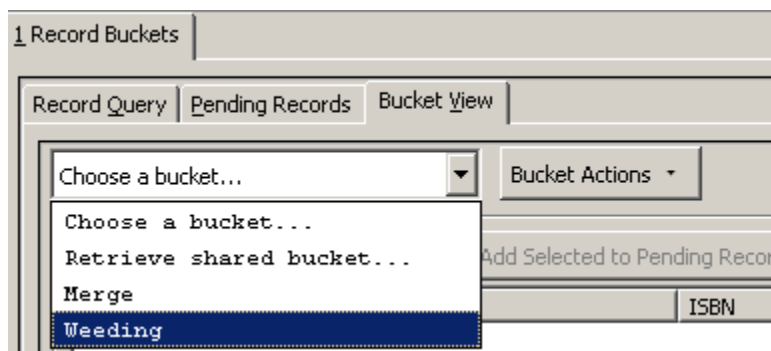 1 Record Buckets
Record Query Pending Records Bucket View
Choose a bucket... Bucket Actions
Choose a bucket...
Retrieve shared bucket... Add Selected to Pending Recor
Merge
ISBN
Weeding